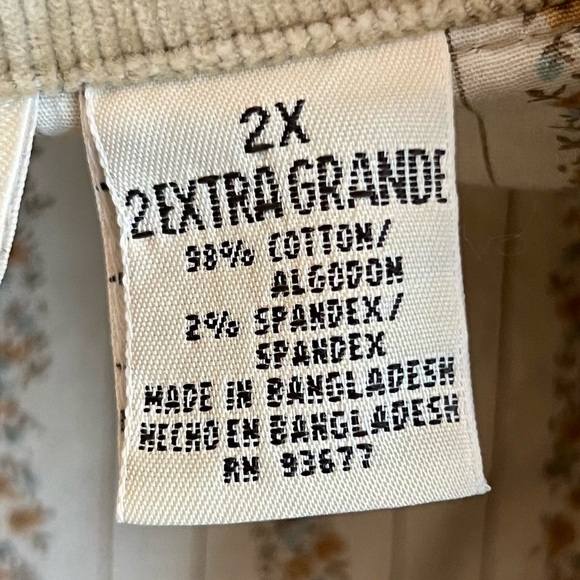 2X
2EXTRA GRANDE
98% COTTON/
ALGODON
2% SPANDEX/
SPANDEX
MADE IN BANGLADESH
HECHO EN BANGLADESH
RN 93677